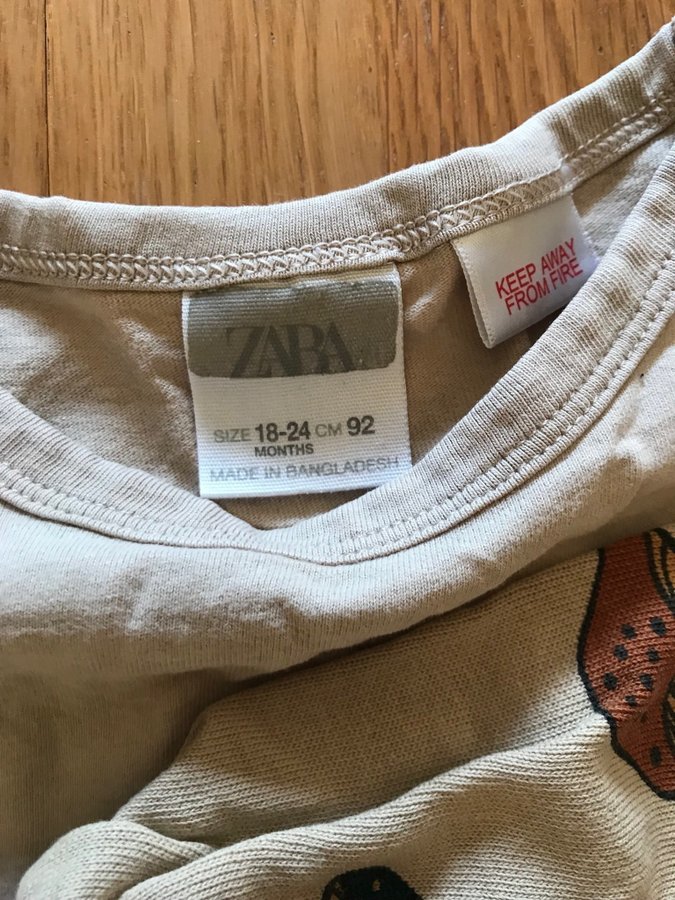 ZARA
SIZE 18-24 CM 92
MONTHS
MADE IN BANGLADESH
KEEP AWAY
FROM FIRE